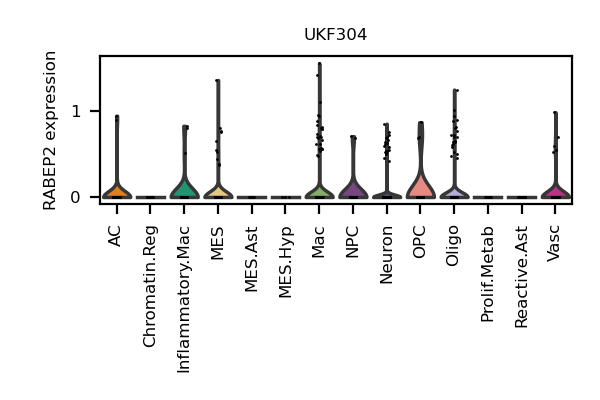 UKF304
RABEP2 expression
1
0
AC
Chromatin.Reg
Inflammatory.Mac
MES
MES.Ast
MES.Hyp
Mac
NPC
Neuron
OPC
Oligo
Prolif.Metab
Reactive.Ast
Vasc